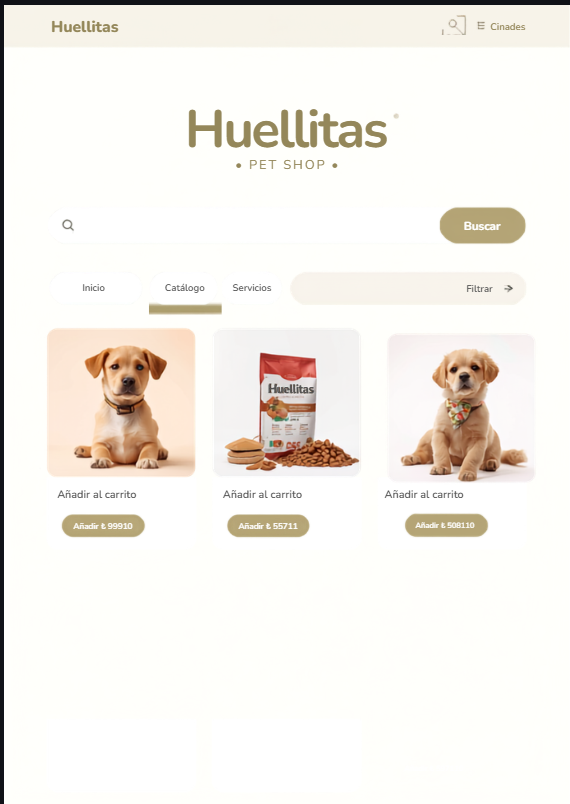 Huellitas
Cinades
Huellitas
• PET SHOP •
Buscar
Inicio
Catálogo
Servicios
Filtrar
Huellitas
Añadir al carrito
Añadir al carrito
Añadir al carrito
Añadir ₺ 99910
Añadir ₺ 55711
Añadir ₺ 508110